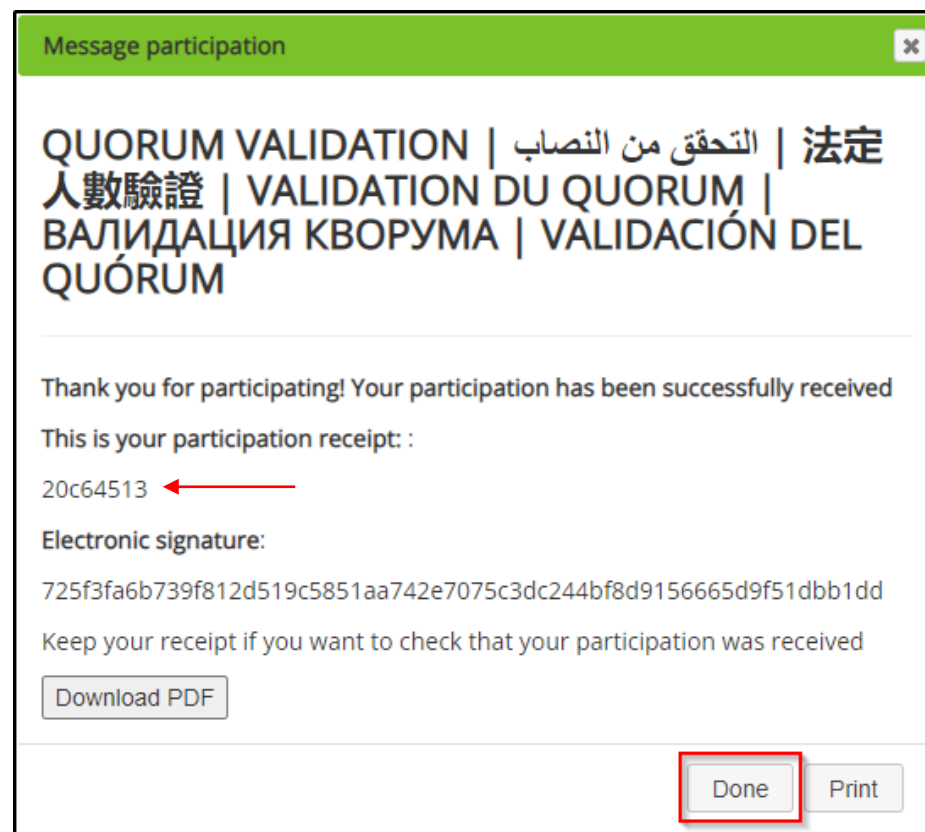 Message participation
QUORUM VALIDATION | التحقق من النصاب | 法定
人數驗證 | VALIDATION DU QUORUM |
ВАЛИДАЦИЯ КВОРУМА | VALIDACIÓN DEL
QUÓRUM
Thank you for participating! Your participation has been successfully received
This is your participation receipt: :
20c64513
Electronic signature:
725f3fa6b739f812d519c5851aa742e7075c3dc244bf8d9156665d9f51dbb1dd
Keep your receipt if you want to check that your participation was received
Download PDF
Done Print